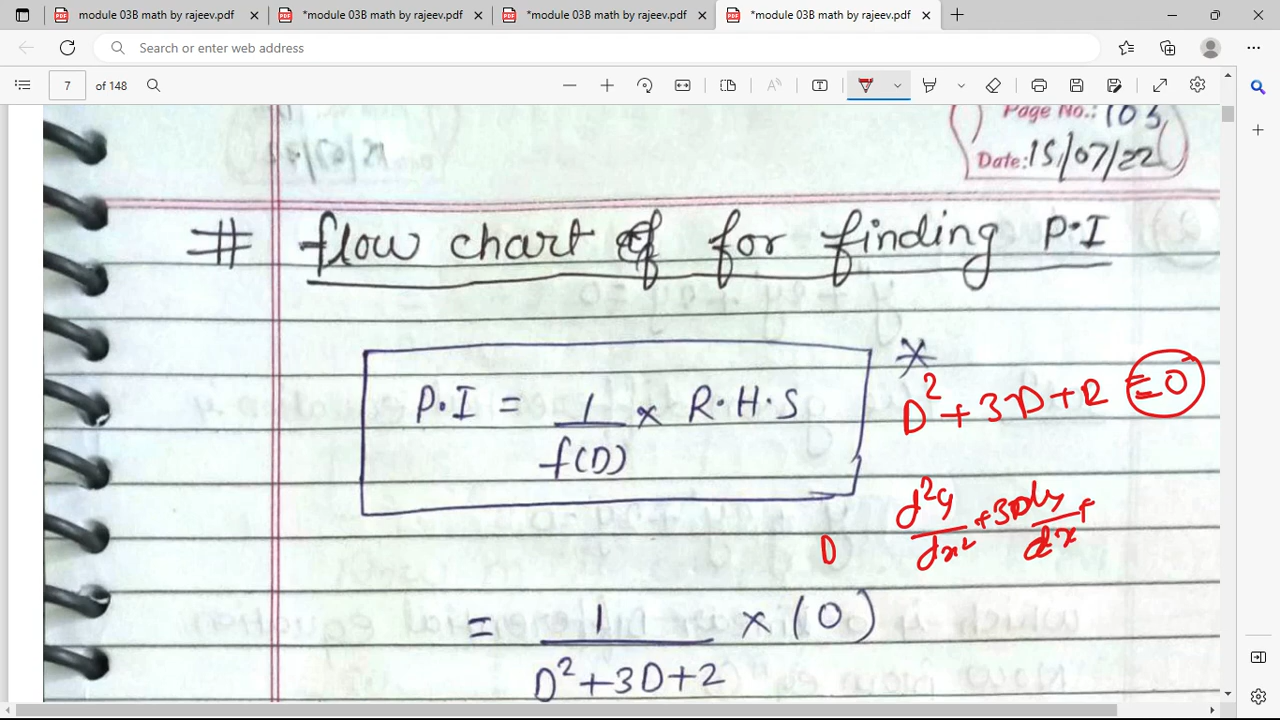 module 03B math by rajeev.pdf
*module 03B math by rajeev.pdf
*module 03B math by rajeev.pdf
*module 03B math by rajeev.pdf
Search or enter web address
7 of 148
Page No.: 103
Date: 15/07/22
# flow chart of for finding P.I
P.I = 1/f(D) × R.H.S
*
D² + 3D + 2 = 0
D d²y/dx² + 3dy/dx +
= 1/(D²+3D+2) × (0)